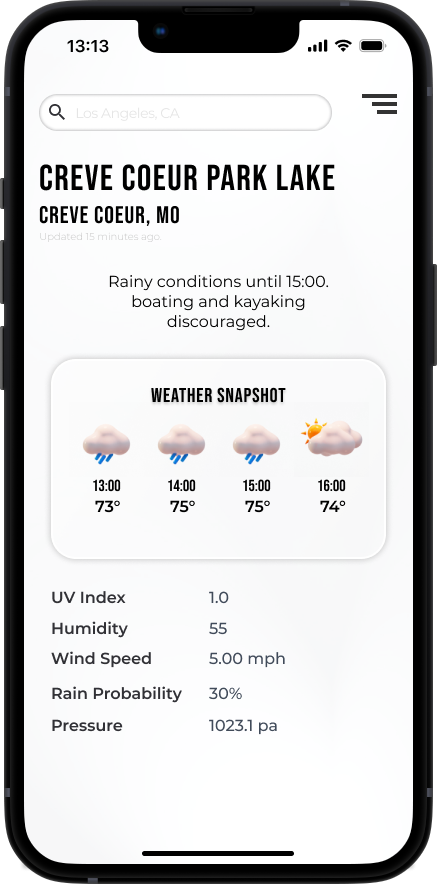 13:13
Los Angeles, CA
CREVE COEUR PARK LAKE
CREVE COEUR, MO
Updated 15 minutes ago.
Rainy conditions until 15:00.
boating and kayaking
discouraged.
WEATHER SNAPSHOT
13:00 14:00 15:00 16:00
73° 75° 75° 74°
UV Index 1.0
Humidity 55
Wind Speed 5.00 mph
Rain Probability 30%
Pressure 1023.1 pa